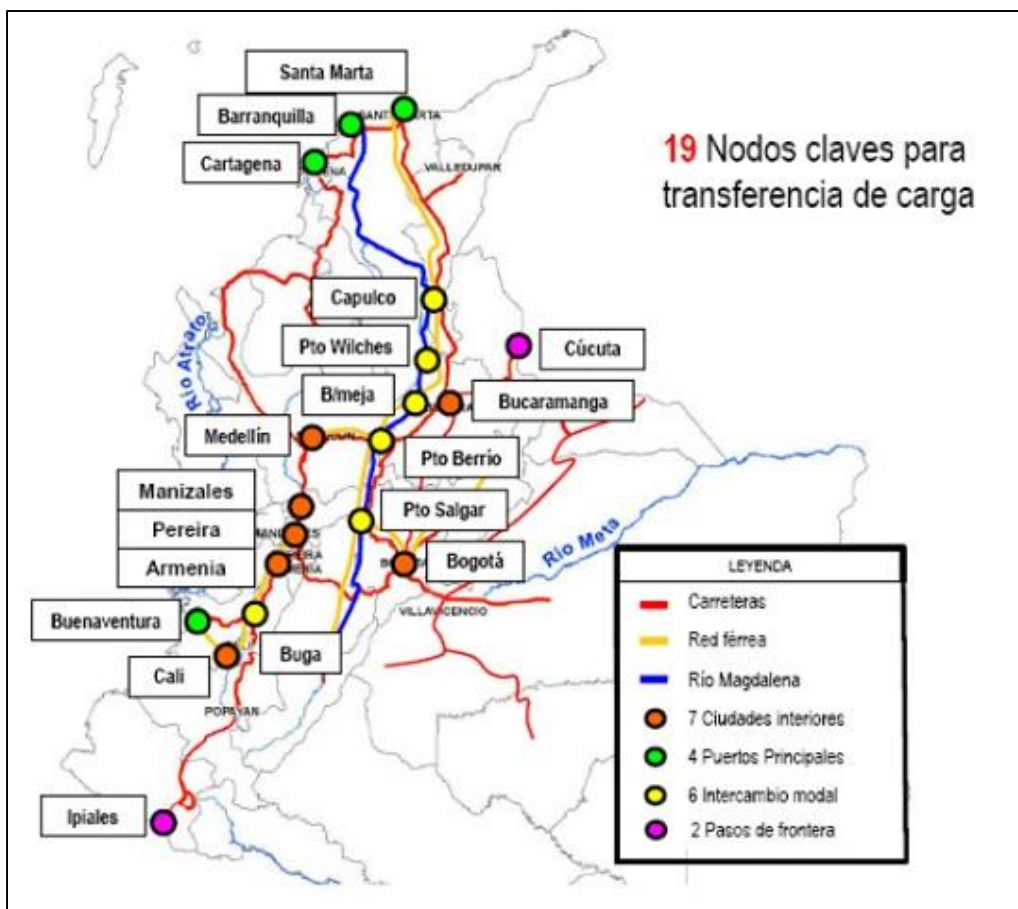 Santa Marta
Barranquilla
Cartagena
VALLEDUPAR
19 Nodos claves para
transferencia de carga
Capulco
Río Atrato
Pto Wilches
Cúcuta
B/meja
Bucaramanga
Medellín
Pto Berrío
Manizales
Pto Salgar
Pereira
Armenia
Bogotá
Río Meta
VILLAVICENCIO
Buenaventura
Buga
Cali
POPAYAN
Ipiales
LEYENDA
Carreteras
Red férrea
Río Magdalena
7 Ciudades interiores
4 Puertos Principales
6 Intercambio modal
2 Pasos de frontera